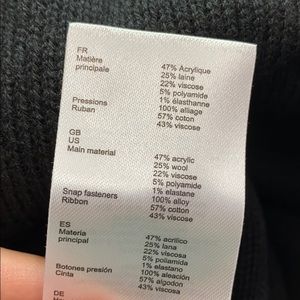 FR
Matière
principale
47% Acrylique
25% laine
22% viscose
5% polyamide
1% élasthanne
Pressions
100% alliage
Ruban
57% coton
43% viscose
GB
US
Main material
47% acrylic
25% wool
22% viscose
5% polyamide
1% elastane
Snap fasteners
100% alloy
Ribbon
57% cotton
43% viscose
ES
Materia
principal
47% acrílico
25% lana
22% viscosa
5% poliamida
1% elastano
Botones presión
100% aleación
Cinta
57% algodón
43% viscosa
DE